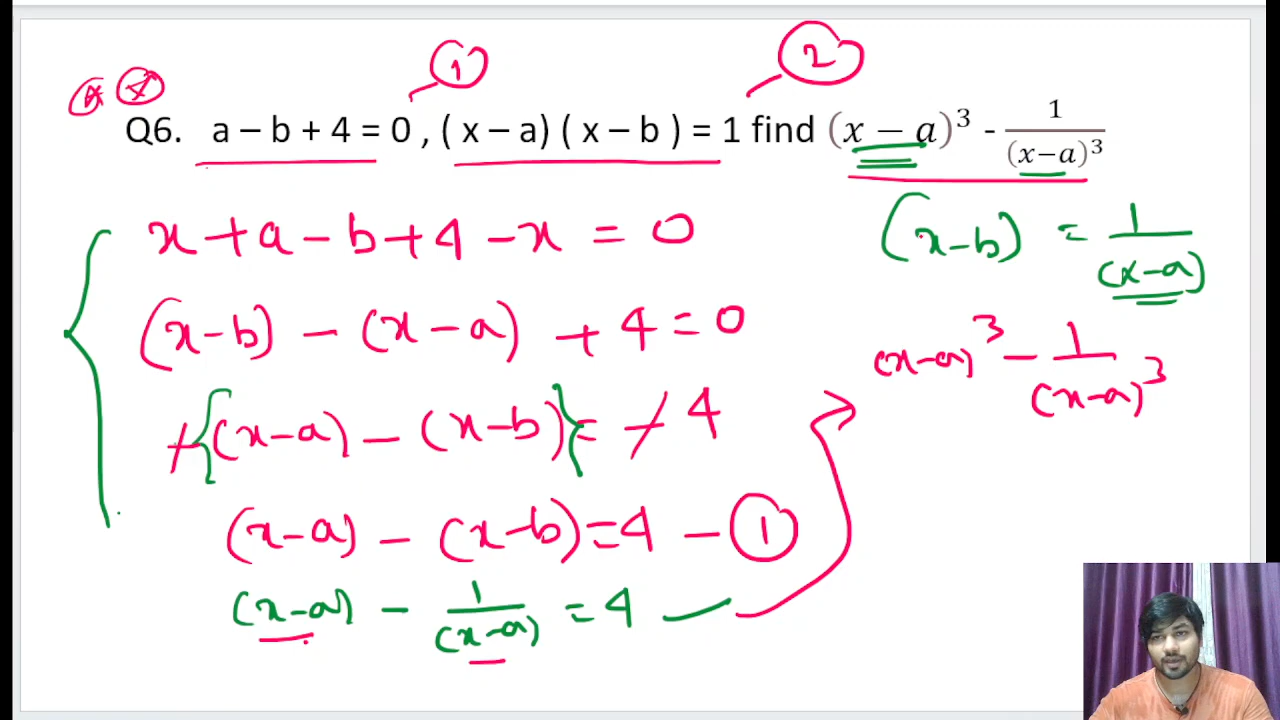 1
2
Q6. a – b + 4 = 0 , ( x – a) ( x – b ) = 1 find (x – a)³ - 1/(x–a)³
x + a – b + 4 – x = 0
(x–b) = 1/(x–a)
(x–b) – (x–a) + 4 = 0
(x–a)³ – 1/(x–a)³
–{(x–a) – (x–b)} = –4
(x–a) – (x–b) = 4 – 1
(x–a) – 1/(x–a) = 4